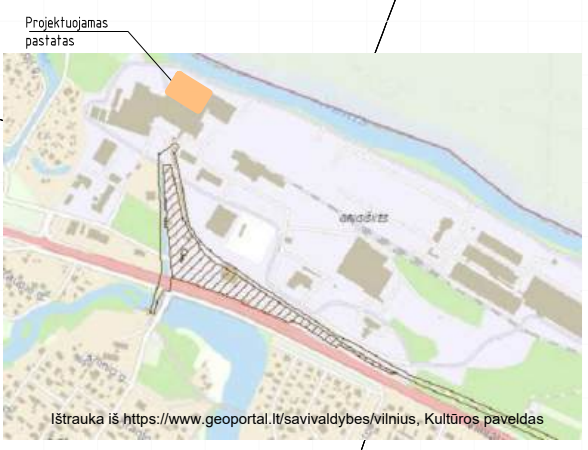 Projektuojamas
pastatas
GRIGIŠKĖS
Ištrauka iš https://www.geoportal.lt/savivaldybes/vilnius, Kultūros paveldas